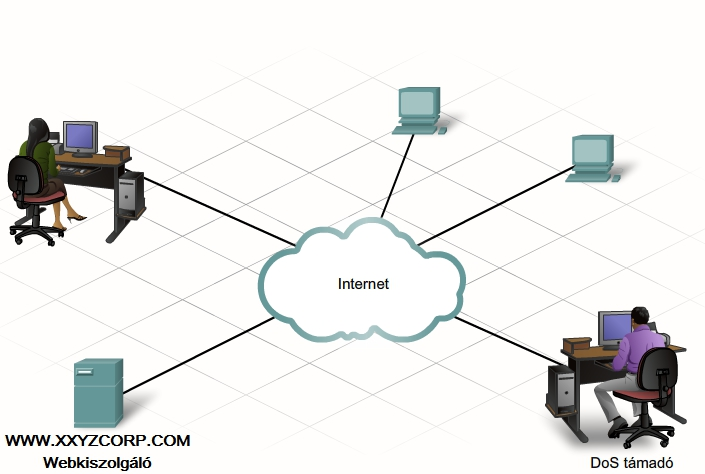 Internet
WWW.XXYZCORP.COM
Webkiszolgáló
DoS támadó